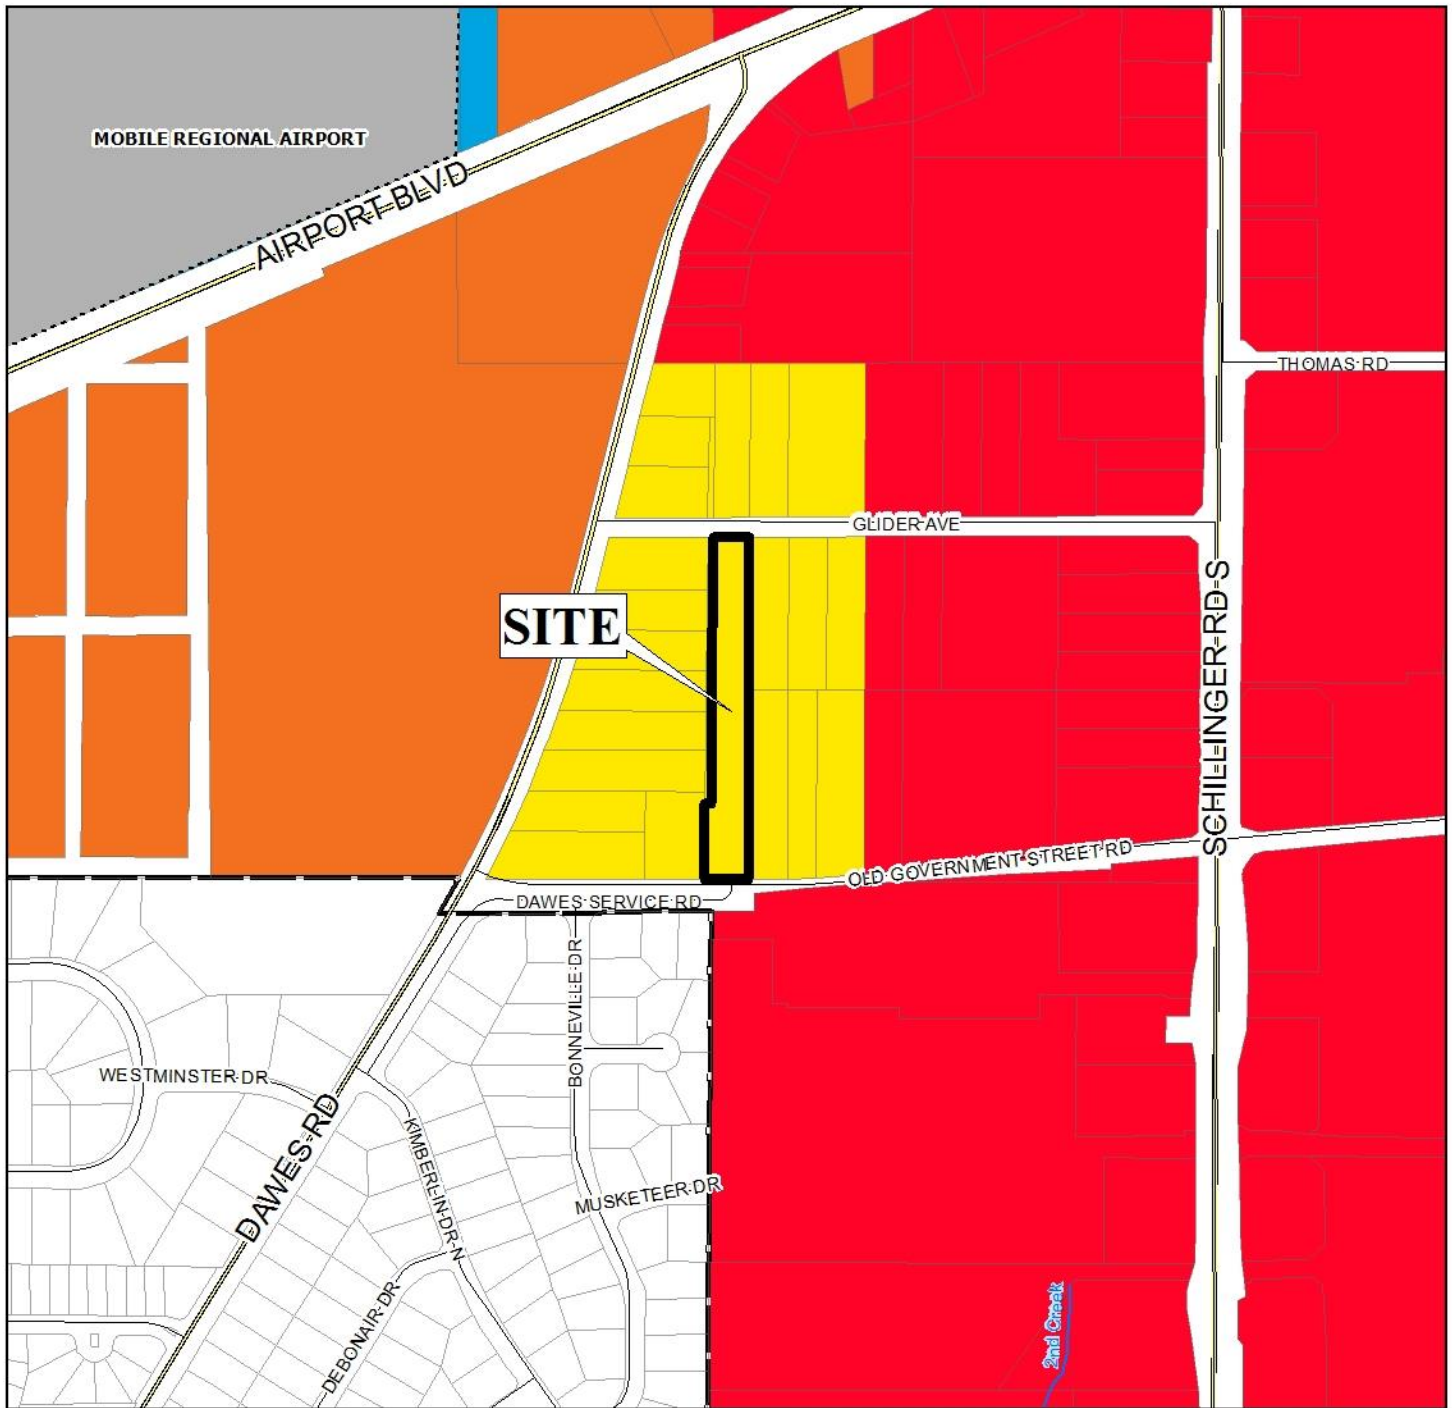 MOBILE REGIONAL AIRPORT
AIRPORT BLVD
THOMAS RD
GLIDER AVE
SITE
SCHILLINGER RD S
OLD GOVERNMENT STREET RD
DAWES SERVICE RD
BONNEVILLE DR
WESTMINSTER DR
DAWES RD
KIMBERLIN DR N
MUSKETEER DR
DEBONAIR DR
2nd Creek